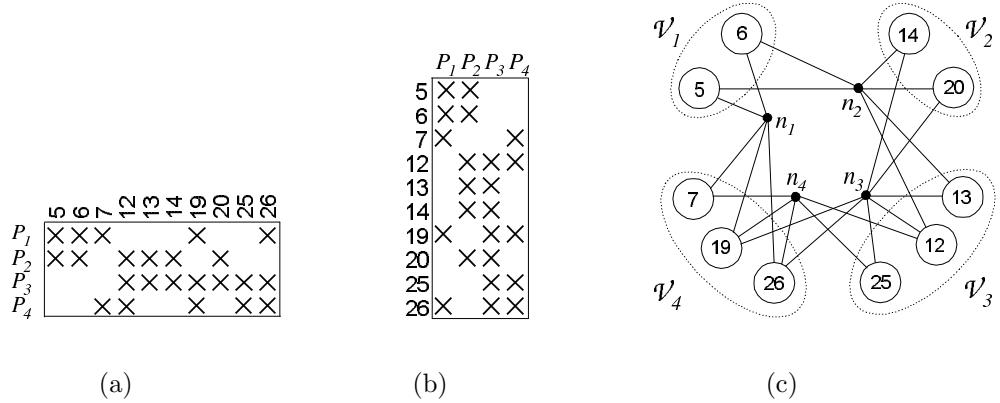 5 6 7 12 13 14 19 20 25 26
P1 × × × × ×
P2 × × × × × ×
P3 × × × × × × ×
P4 × × × × ×
(a)
P1 P2 P3 P4
5 × ×
6 × ×
7 × ×
12 × × ×
13 × ×
14 × ×
19 × × ×
20 × ×
25 × ×
26 × × ×
(b)
𝒱1 6 14 𝒱2
5 n2 20
n1
7 n4 n3 13
19 12
26 25
𝒱4 𝒱3
(c)